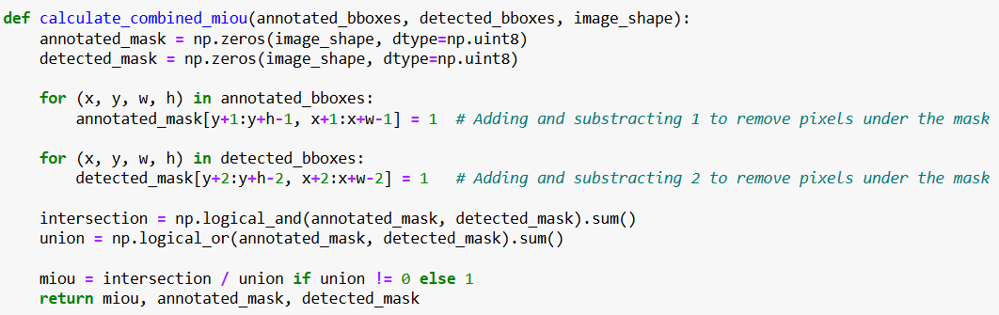 def calculate_combined_miou(annotated_bboxes, detected_bboxes, image_shape):
    annotated_mask = np.zeros(image_shape, dtype=np.uint8)
    detected_mask = np.zeros(image_shape, dtype=np.uint8)

    for (x, y, w, h) in annotated_bboxes:
        annotated_mask[y+1:y+h-1, x+1:x+w-1] = 1  # Adding and substracting 1 to remove pixels under the mask

    for (x, y, w, h) in detected_bboxes:
        detected_mask[y+2:y+h-2, x+2:x+w-2] = 1   # Adding and substracting 2 to remove pixels under the mask

    intersection = np.logical_and(annotated_mask, detected_mask).sum()
    union = np.logical_or(annotated_mask, detected_mask).sum()

    miou = intersection / union if union != 0 else 1
    return miou, annotated_mask, detected_mask